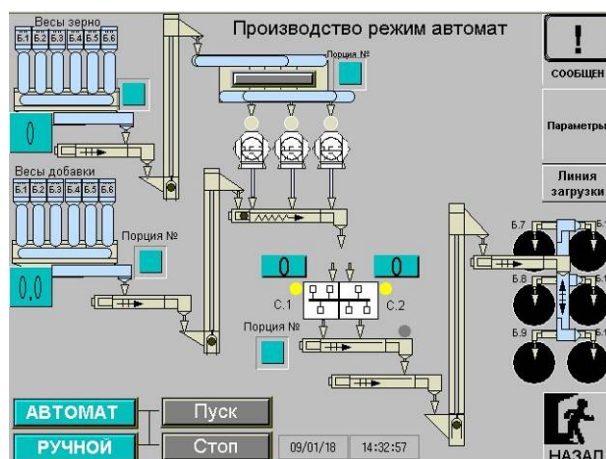 Производство режим автомат
Весы зерно
Б.1 Б.2 Б.3 Б.4 Б.5 Б.6
Порция №
!
СООБЩЕН
Параметры
Линия
загрузки
0
Весы добавки
Б.1 Б.2 Б.3 Б.4 Б.5 Б.6
Порция №
0.0
0 0
С.1 С.2
Порция №
Б.7
Б.8
Б.9
АВТОМАТ Пуск
РУЧНОЙ Стоп
09/01/18 14:32:57
НАЗАД